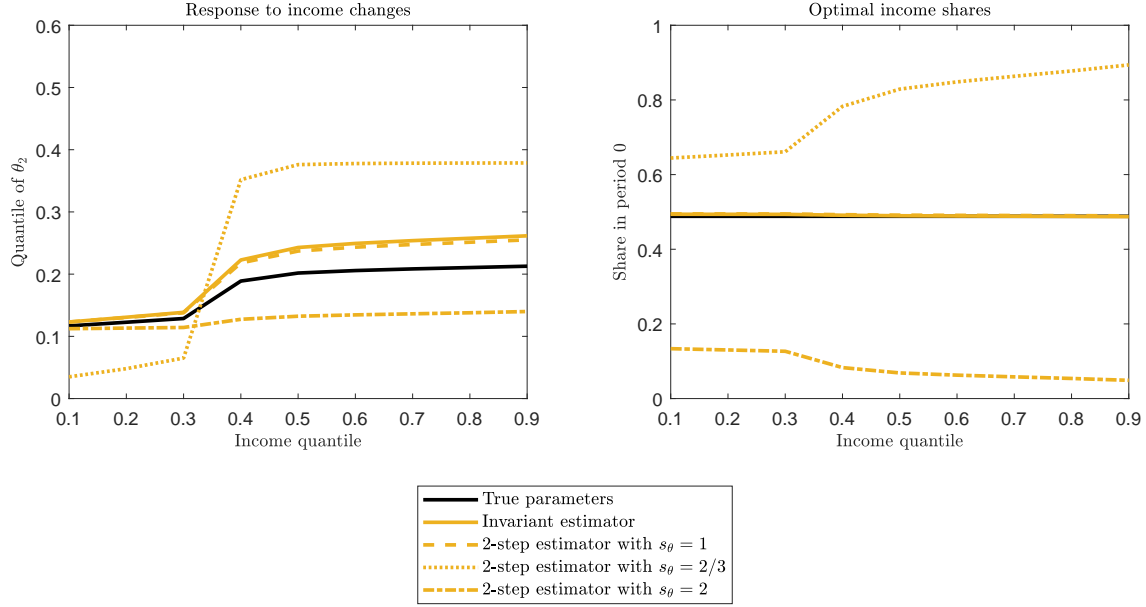 Response to income changes
0.6
0.5
0.4
0.3
0.2
0.1
0
Quantile of θ₂
0.1 0.2 0.3 0.4 0.5 0.6 0.7 0.8 0.9
Income quantile
Optimal income shares
1
0.8
0.6
0.4
0.2
0
Share in period 0
0.1 0.2 0.3 0.4 0.5 0.6 0.7 0.8 0.9
Income quantile
True parameters
Invariant estimator
2-step estimator with s_θ = 1
2-step estimator with s_θ = 2/3
2-step estimator with s_θ = 2